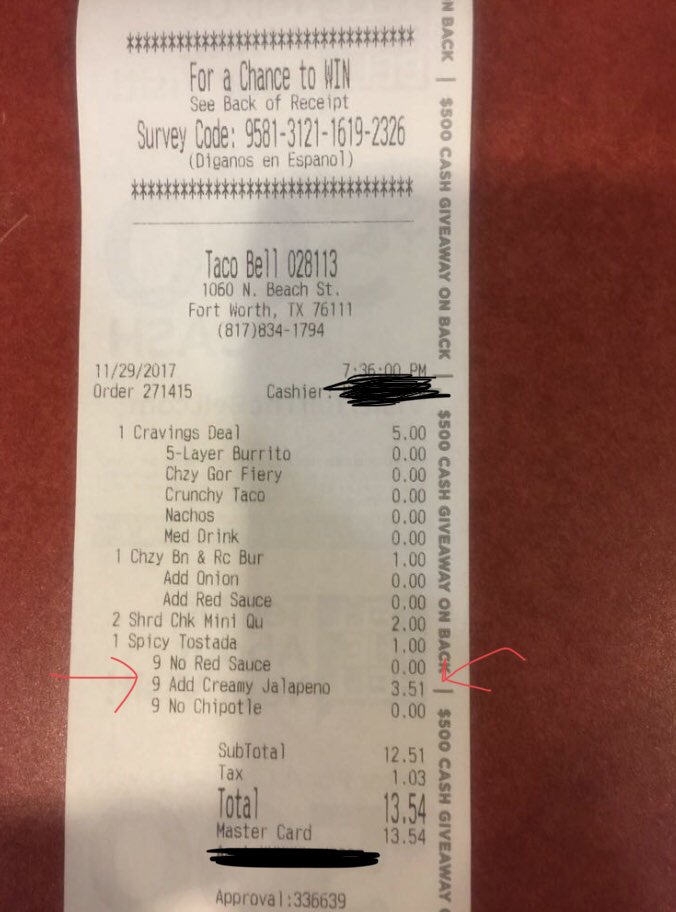 ********************************
For a Chance to WIN
See Back of Receipt
Survey Code: 9581-3121-1619-2326
(Diganos en Espanol)
********************************
Taco Bell 028113
1060 N. Beach St.
Fort Worth, TX 76111
(817)834-1794
11/29/2017 7:36:00 PM
Order 271415 Cashier:
1 Cravings Deal 5.00
5-Layer Burrito 0.00
Chzy Gor Fiery 0.00
Crunchy Taco 0.00
Nachos 0.00
Med Drink 0.00
1 Chzy Bn & Rc Bur 1.00
Add Onion 0.00
Add Red Sauce 0.00
2 Shrd Chk Mini Qu 2.00
1 Spicy Tostada 1.00
9 No Red Sauce 0.00
9 Add Creamy Jalapeno 3.51
9 No Chipotle 0.00
SubTotal 12.51
Tax 1.03
Total 13.54
Master Card 13.54
Approval:336639
N BACK | $500 CASH GIVEAWAY ON BACK | $500 CASH GIVEAWAY ON BACK | $500 CASH GIVEAWAY